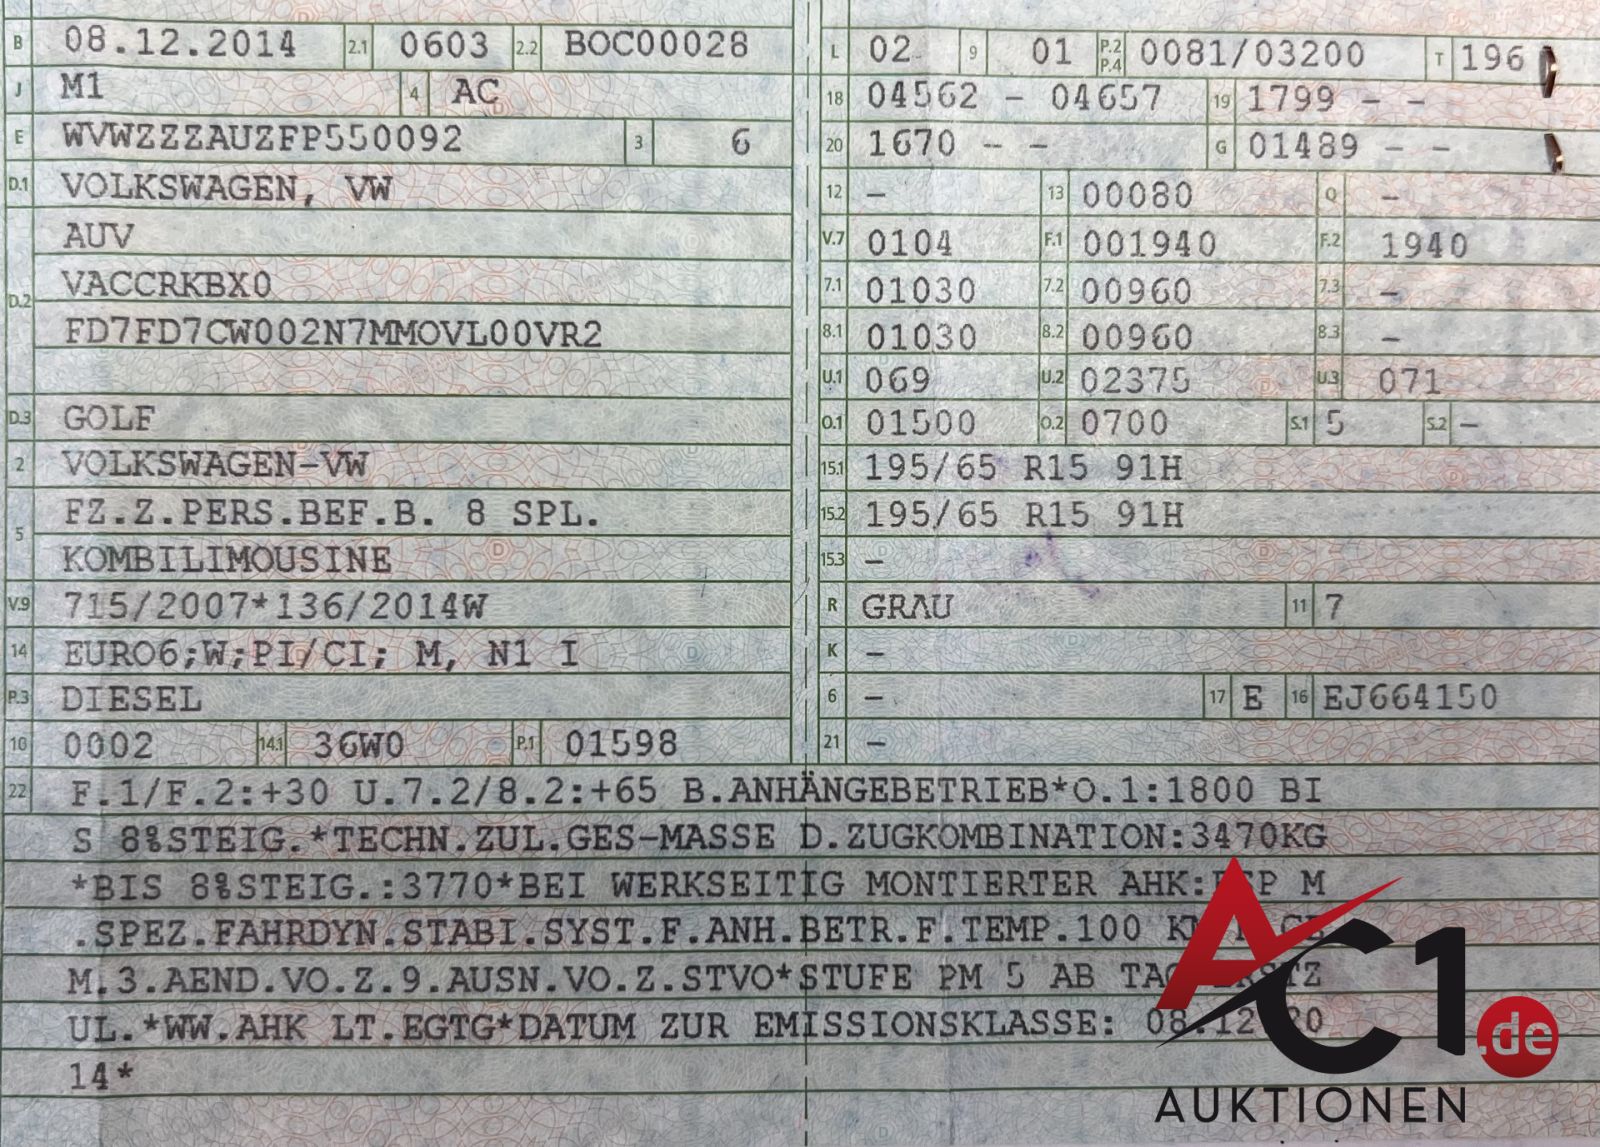 B 08.12.2014 2.1 0603 2.2 BOC00028
J M1 4 AC
E WVWZZZAUZFP550092 3 6
D.1 VOLKSWAGEN, VW
AUV
D.2 VACCRKBX0
FD7FD7CW002N7MMOVL00VR2
D.3 GOLF
2 VOLKSWAGEN-VW
5 FZ.Z.PERS.BEF.B. 8 SPL.
KOMBILIMOUSINE
V.9 715/2007*136/2014W
14 EURO6;W;PI/CI; M, N1 I
P.3 DIESEL
10 0002 14.1 36W0 P.1 01598
L 02 9 01 P.2 P.4 0081/03200 T 196
18 04562 - 04657 19 1799 - -
20 1670 - - G 01489 - -
12 - 13 00080 Q -
V.7 0104 F.1 001940 F.2 1940
7.1 01030 7.2 00960 7.3 -
8.1 01030 8.2 00960 8.3 -
U.1 069 U.2 02375 U.3 071
O.1 01500 O.2 0700 S.1 5 S.2 -
15.1 195/65 R15 91H
15.2 195/65 R15 91H
15.3 -
R GRAU 11 7
K -
6 - 17 E 16 EJ664150
21 -
22 F.1/F.2:+30 U.7.2/8.2:+65 B.ANHÄNGEBETRIEB*O.1:1800 BI
S 8%STEIG.*TECHN.ZUL.GES-MASSE D.ZUGKOMBINATION:3470KG
*BIS 8%STEIG.:3770*BEI WERKSEITIG MONTIERTER AHK: M
.SPEZ.FAHRDYN.STABI.SYST.F.ANH.BETR.F.TEMP.100
M.3.AEND.VO.Z.9.AUSN.VO.Z.STVO*STUFE PM 5 AB
UL.*WW.AHK LT.EGTG*DATUM ZUR EMISSIONSKLASSE: 08.12.20
14*
AC1.de
AUKTIONEN